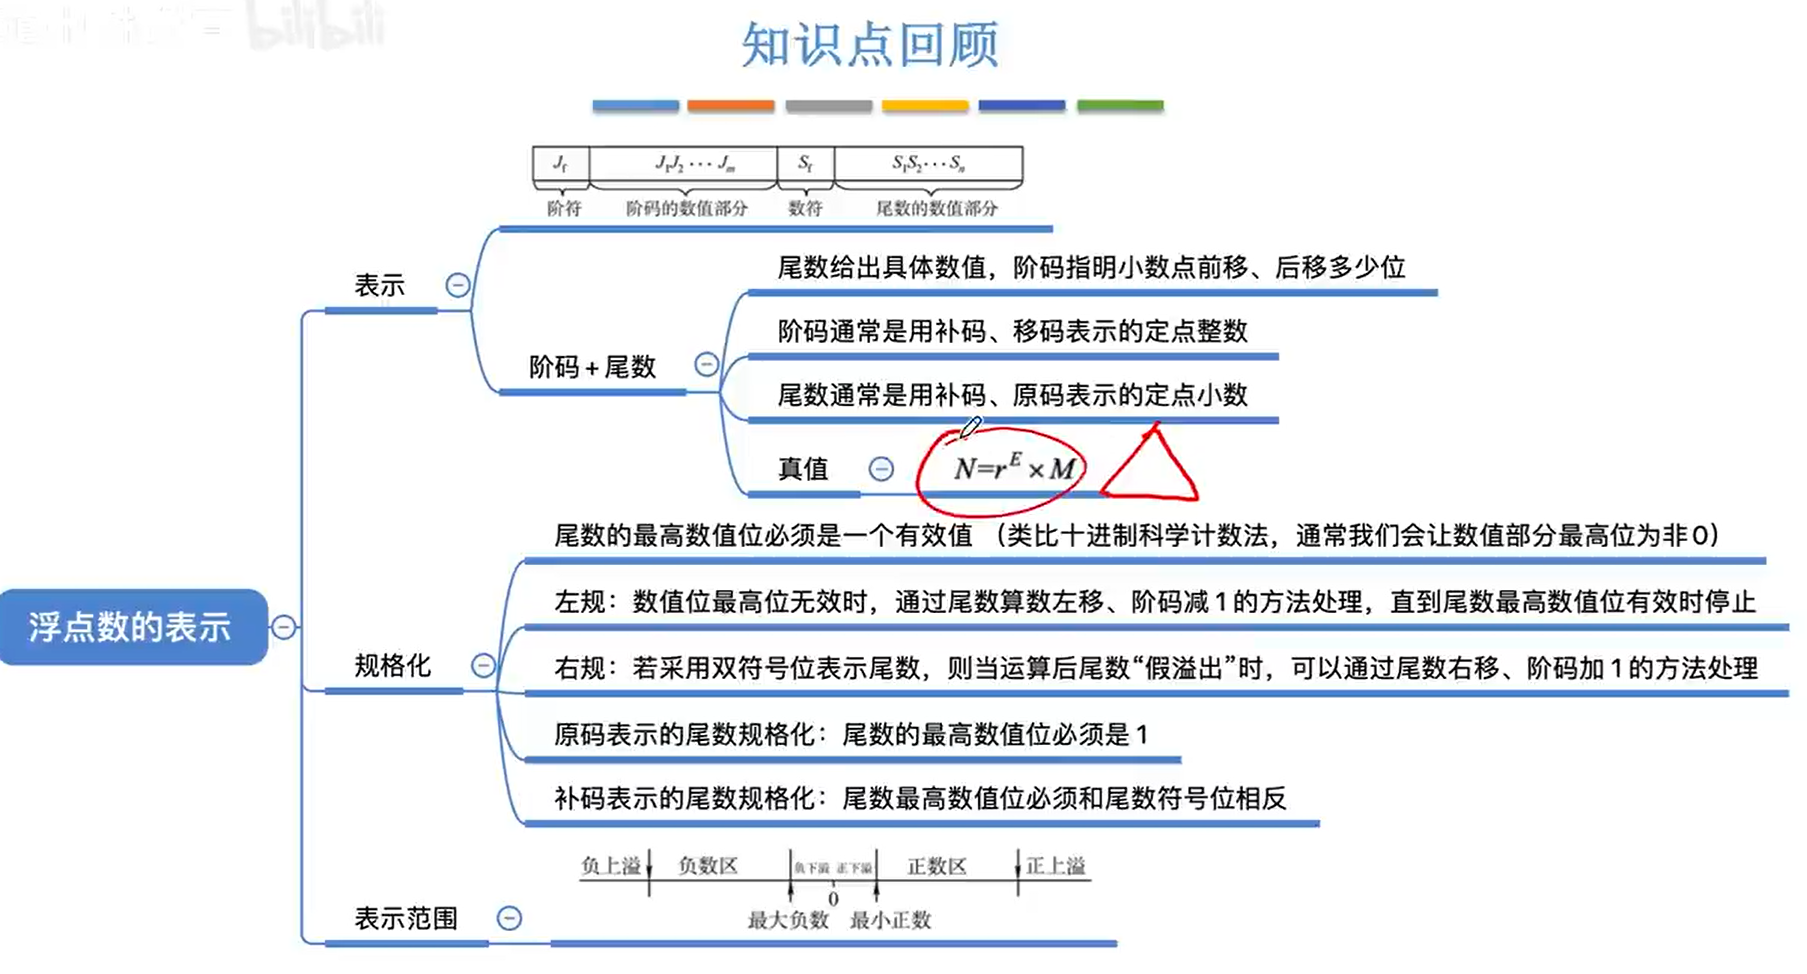 bilibili
知识点回顾
Jf J1J2 ··· Jm Sf S1S2 ··· Sn
阶符 阶码的数值部分 数符 尾数的数值部分
表示
尾数给出具体数值，阶码指明小数点前移、后移多少位
阶码通常是用补码、移码表示的定点整数
阶码 + 尾数
尾数通常是用补码、原码表示的定点小数
真值 N=r^E × M
尾数的最高数值位必须是一个有效值 （类比十进制科学计数法，通常我们会让数值部分最高位为非0）
左规：数值位最高位无效时，通过尾数算数左移、阶码减1的方法处理，直到尾数最高数值位有效时停止
浮点数的表示
规格化
右规：若采用双符号位表示尾数，则当运算后尾数“假溢出”时，可以通过尾数右移、阶码加1的方法处理
原码表示的尾数规格化：尾数的最高数值位必须是1
补码表示的尾数规格化：尾数最高数值位必须和尾数符号位相反
负上溢 负数区 负下溢 正下溢 正数区 正上溢
0
表示范围
最大负数 最小正数